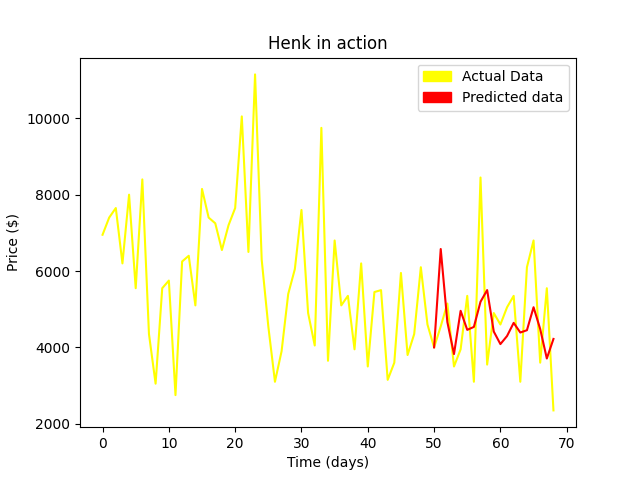 Henk in action
Actual Data
Predicted data
Price ($)
10000
8000
6000
4000
2000
0 10 20 30 40 50 60 70
Time (days)